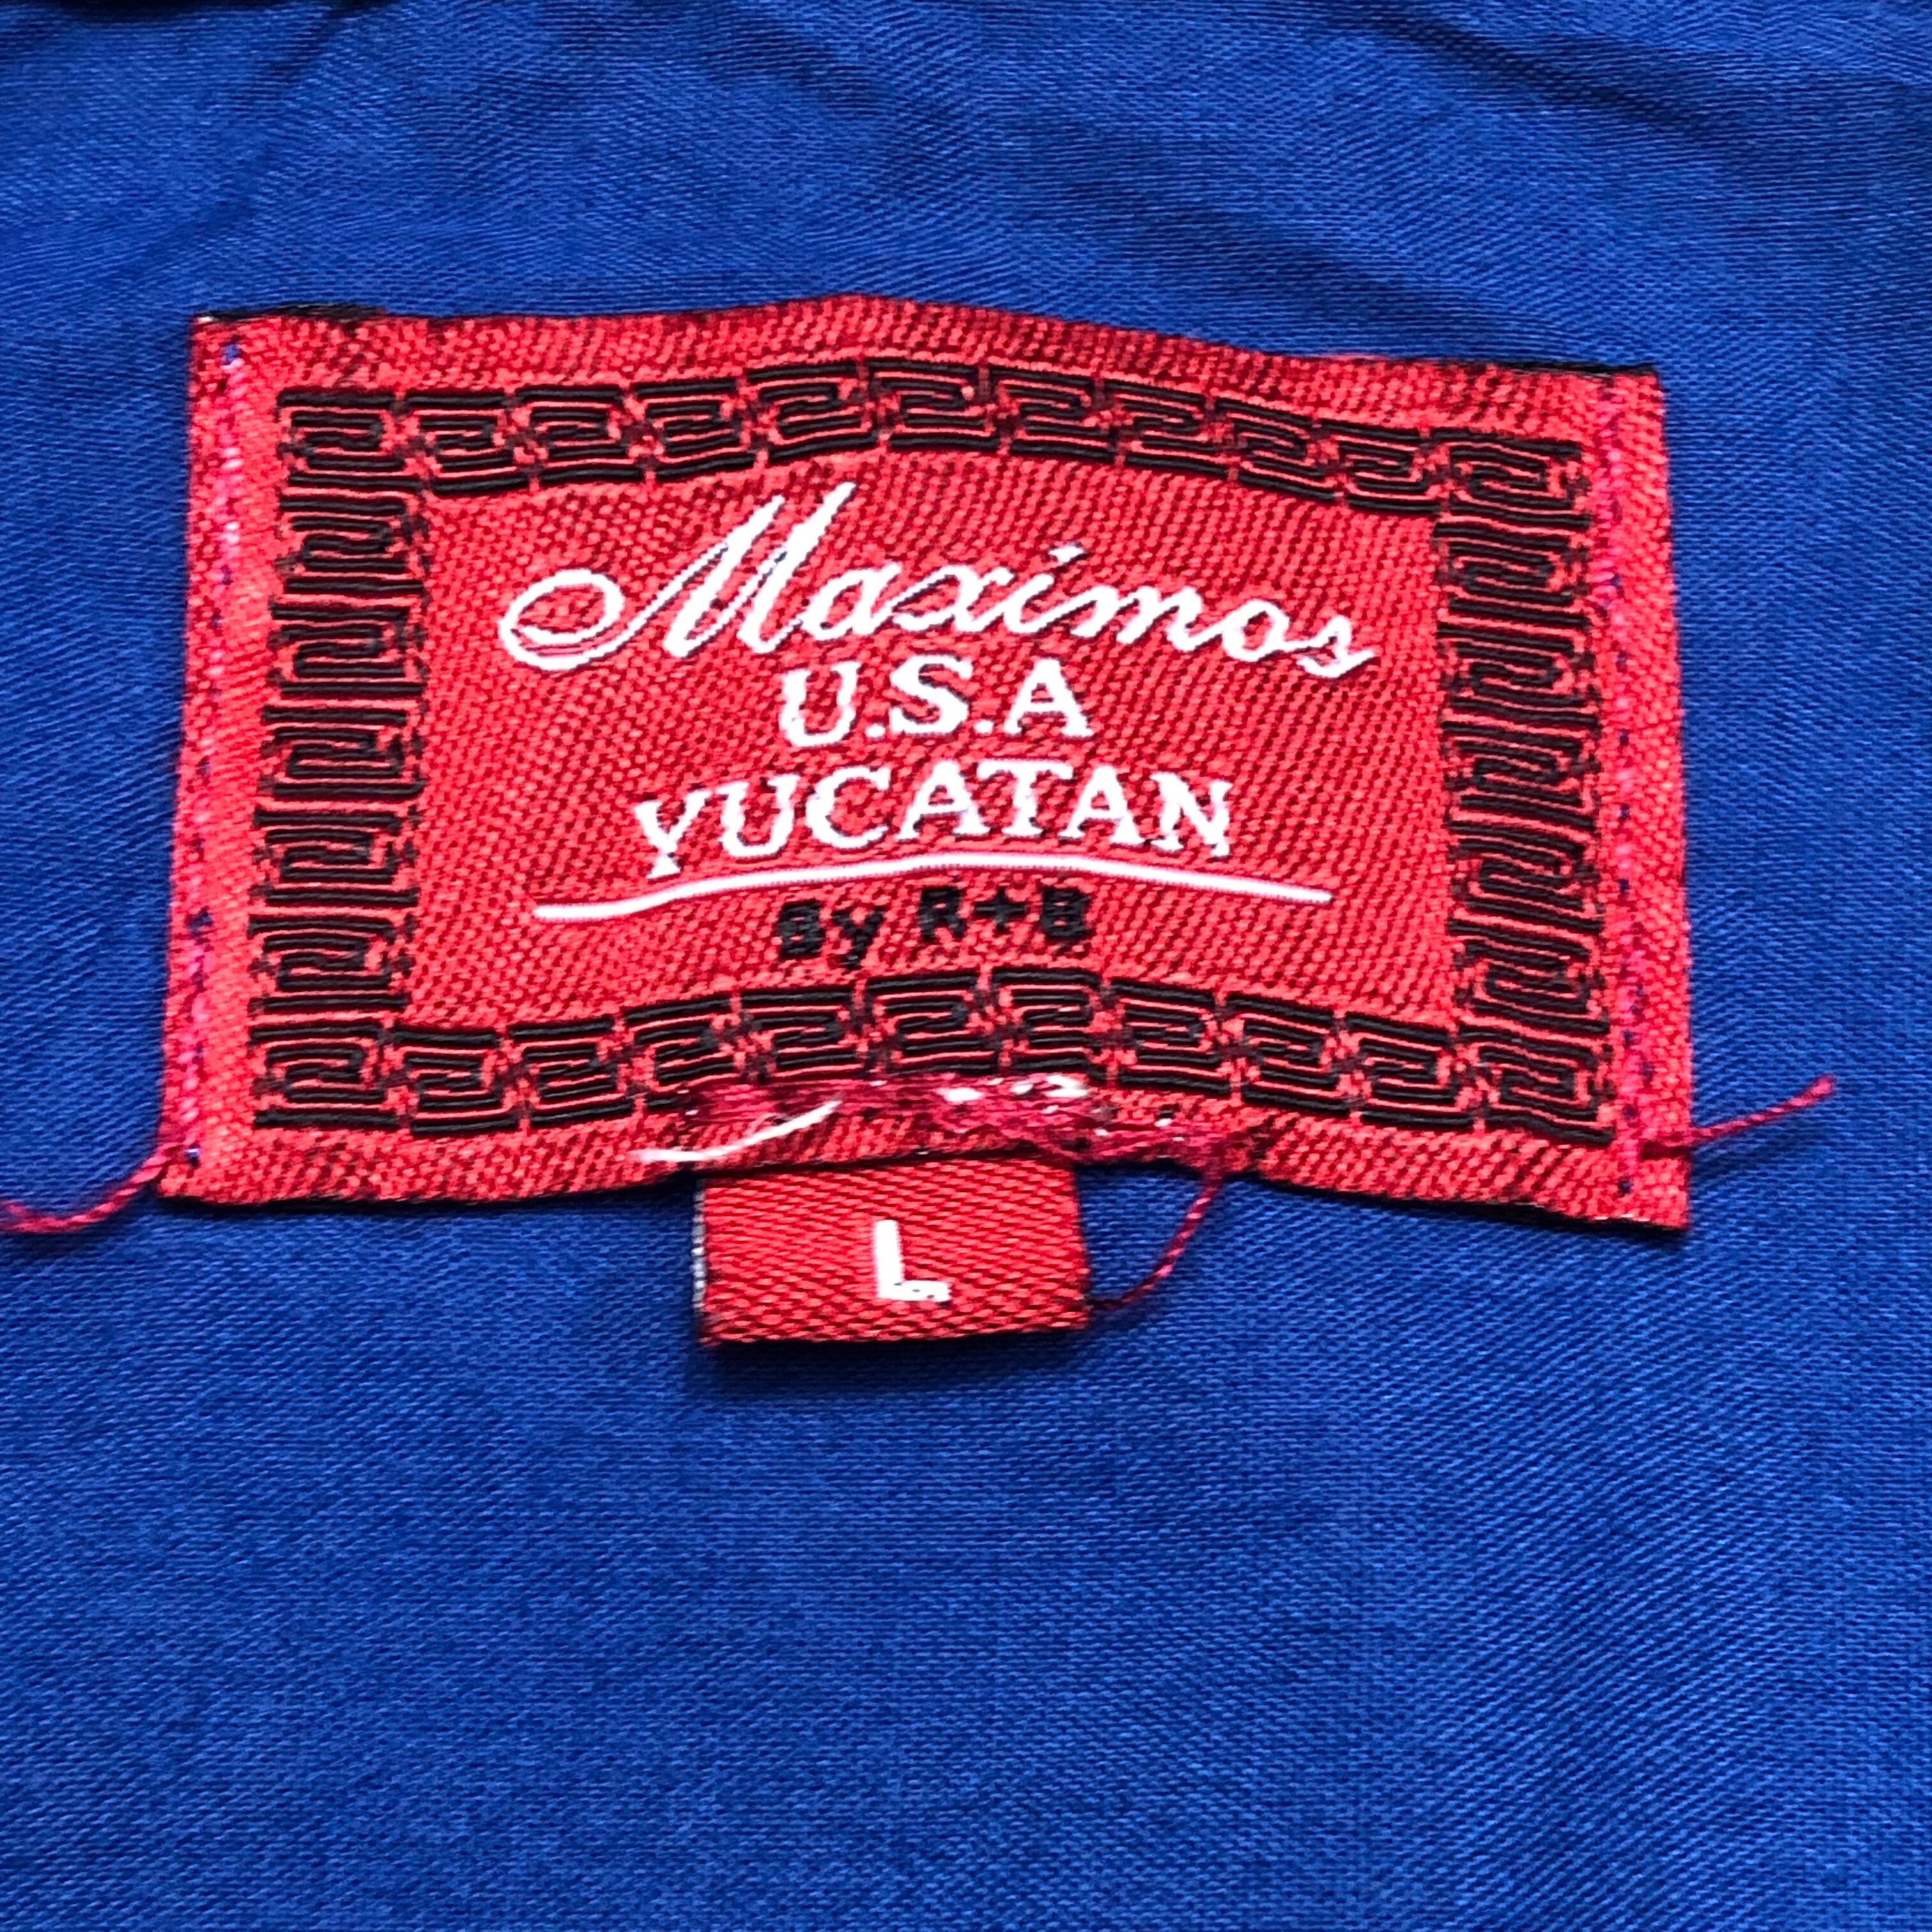 Maximos
U.S.A
YUCATAN
By R+B
L